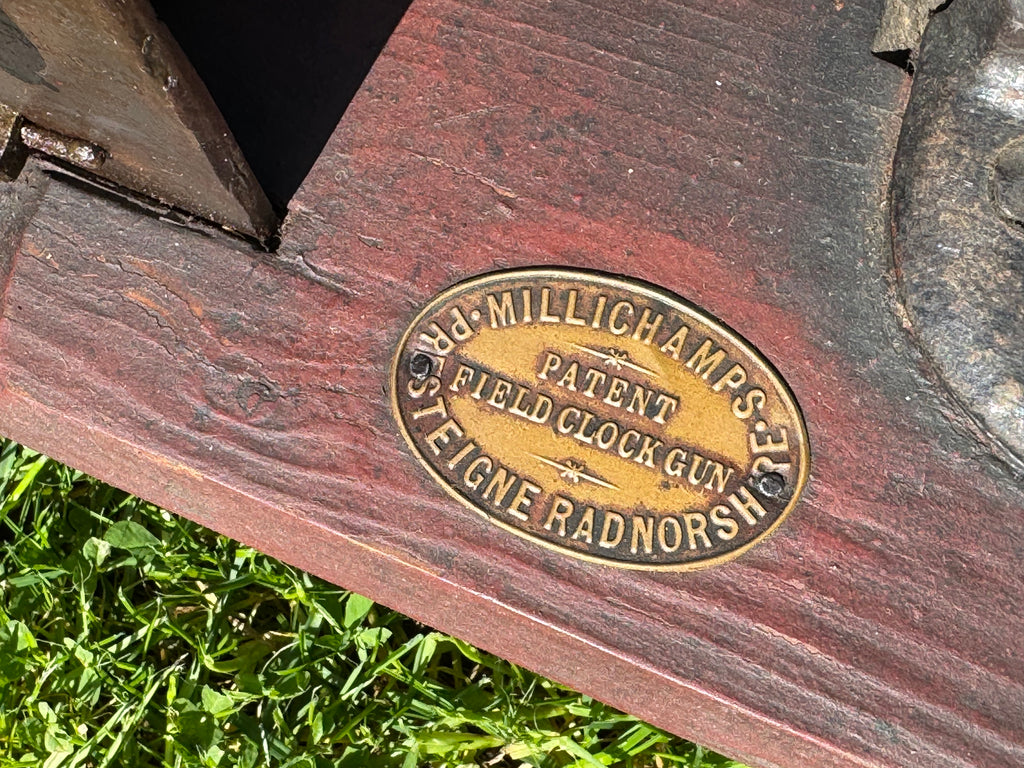 MILLICHAMPS
PATENT
FIELD CLOCK GUN
PRESTEIGNE RADNORSHIRE